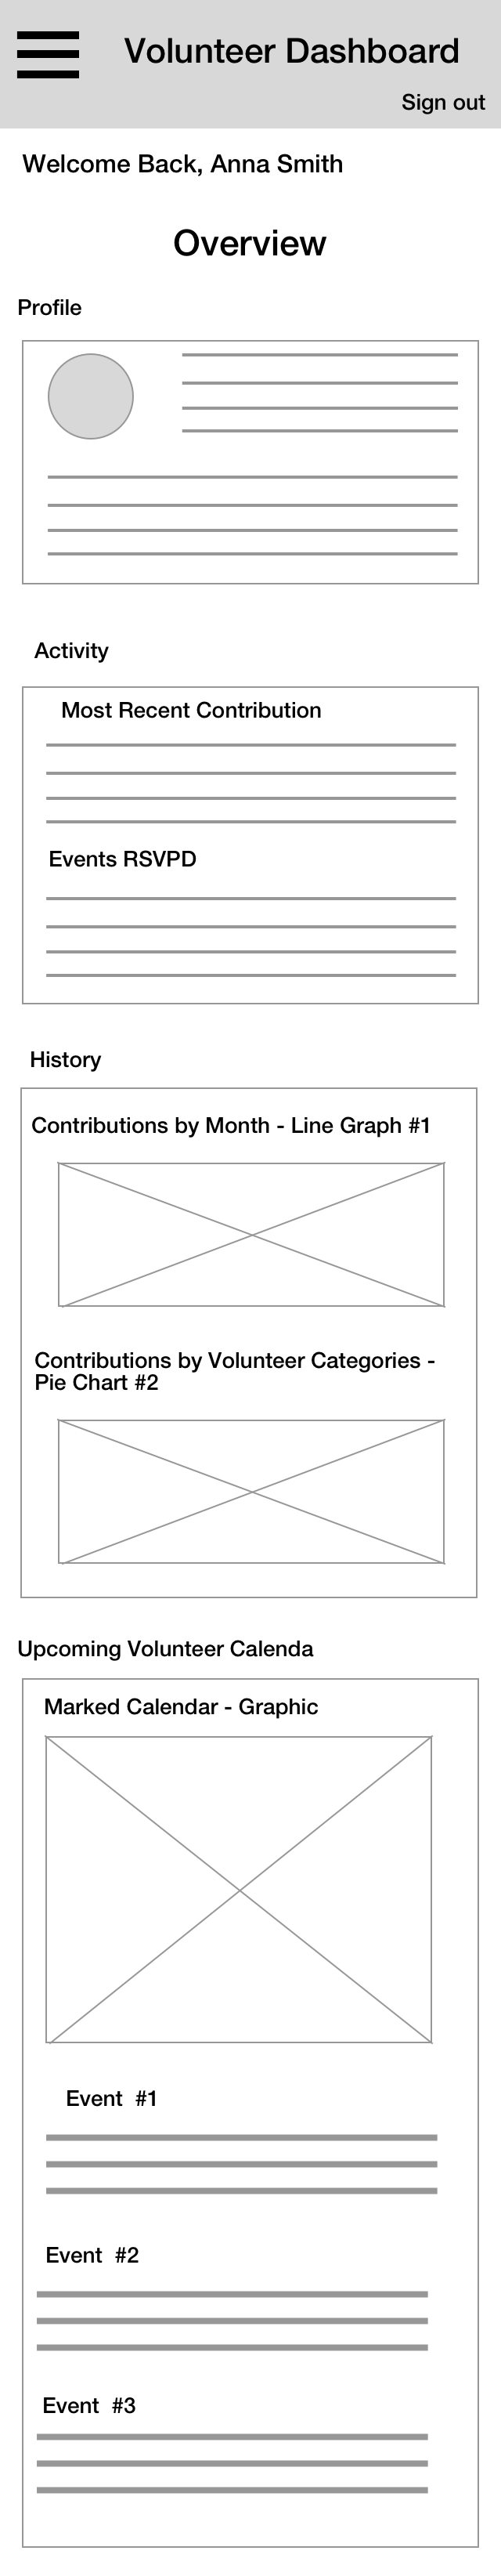 Volunteer Dashboard
Sign out
Welcome Back, Anna Smith
Overview
Profile
Activity
Most Recent Contribution
Events RSVPD
History
Contributions by Month - Line Graph #1
Contributions by Volunteer Categories -
Pie Chart #2
Upcoming Volunteer Calenda
Marked Calendar - Graphic
Event #1
Event #2
Event #3